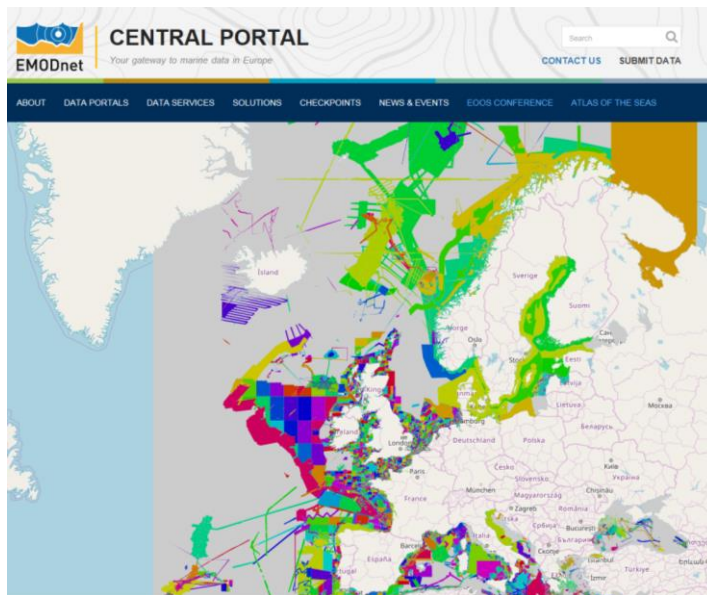 CENTRAL PORTAL
Search
EMODnet
Your gateway to marine data in Europe
CONTACT US SUBMIT DATA
ABOUT DATA PORTALS DATA SERVICES SOLUTIONS CHECKPOINTS NEWS & EVENTS EOOS CONFERENCE ATLAS OF THE SEAS
Ísland
Sverige
Suomi
Norge
Oslo
Eesti
Latvija
Lietuva
Москва
Беларусь
Ireland
London
Deutschland
Polska
Paris
Česko
Київ
Slovensko
Україна
München
Magyarország
Chișinău
France
Zagreb
România
Србија
București
Italia
България
Скопје
İstanbul
España
İzmir
Türkiye